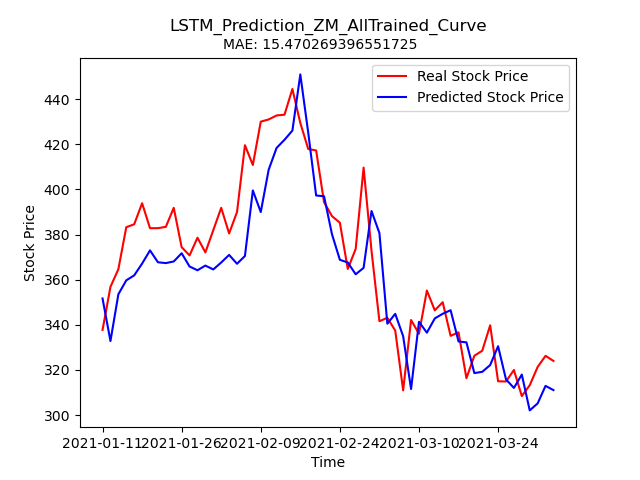 LSTM_Prediction_ZM_AllTrained_Curve
MAE: 15.470269396551725
Real Stock Price
Predicted Stock Price
440
420
400
380
360
340
320
300
Stock Price
2021-01-11 2021-01-26 2021-02-09 2021-02-24 2021-03-10 2021-03-24
Time